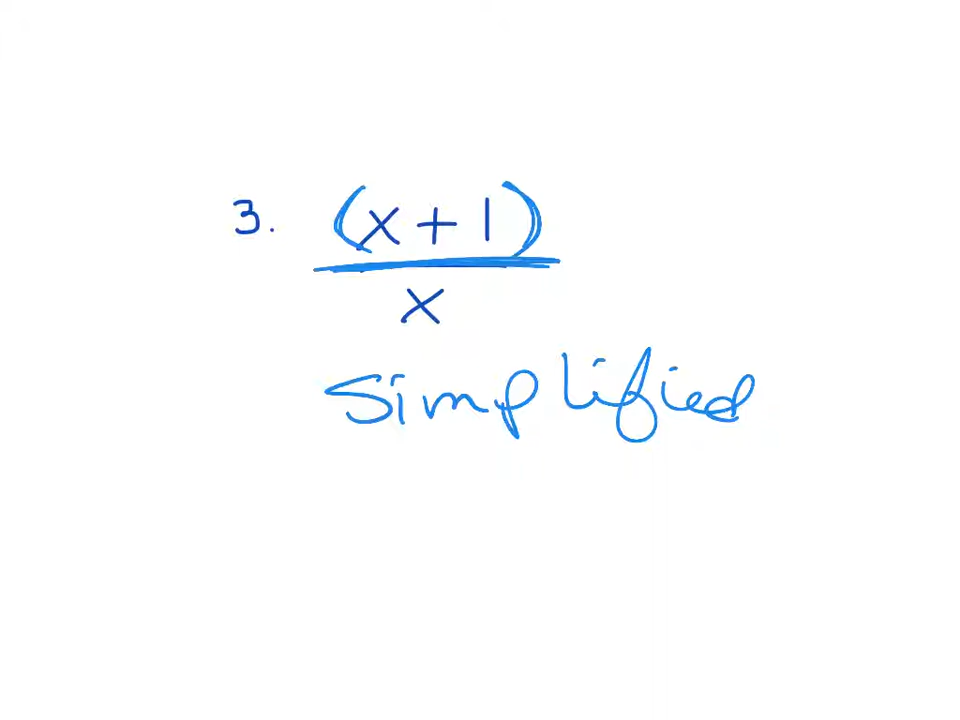 3. (x + 1)
x
simplified